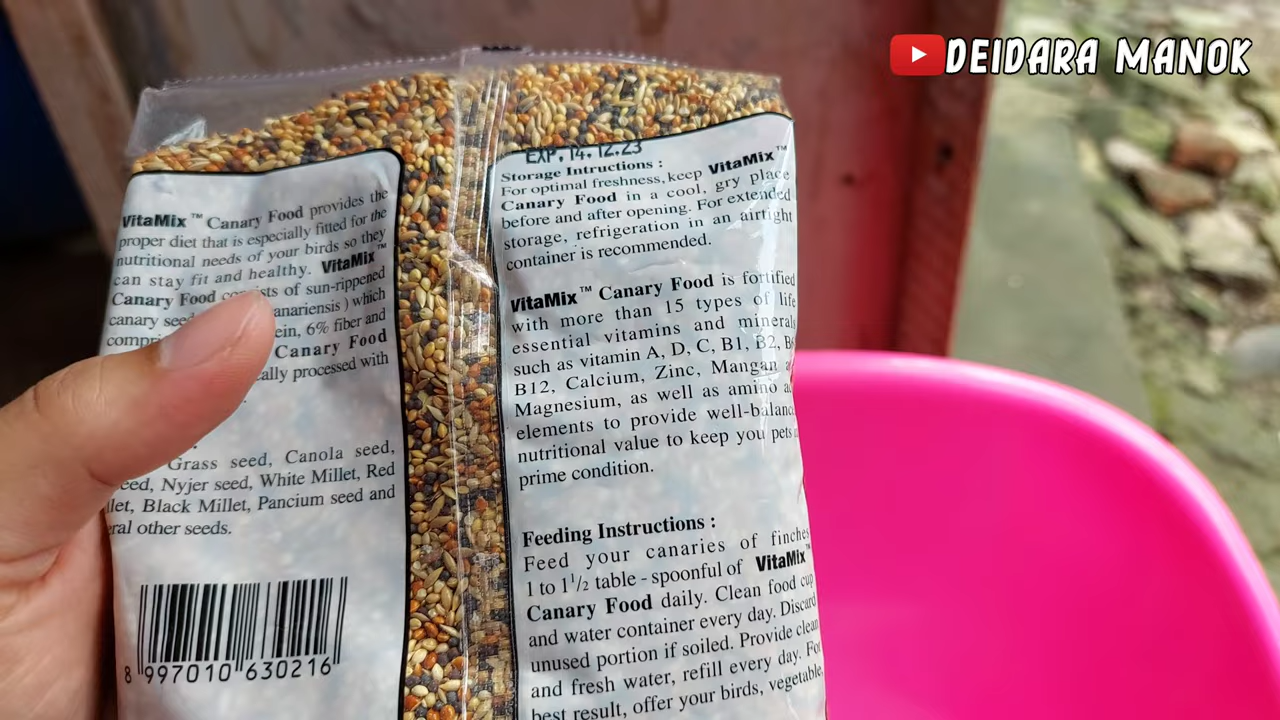 DEIDARA MANOK
VitaMix™ Canary Food provides the
proper diet that is especially fitted for the
nutritional needs of your birds so they
can stay fit and healthy. VitaMix™
Canary Food of sun-rippened
canary anariensis ) which
6% fiber and
Canary Food
processed with
Grass seed, Canola seed,
Nyjer seed, White Millet, Red
Black Millet, Pancium seed and
other seeds.
8 997010 630216
EXP. 14.12.23
Storage Intructions :
For optimal freshness, keep VitaMix™
Canary Food in a cool, gry place
before and after opening. For extended
storage, refrigeration in an airtight
container is recommended.
VitaMix™ Canary Food is fortified
with more than 15 types of life
essential vitamins and minerals
such as vitamin A, D, C, B1, B2,
B12, Calcium, Zinc, Mangan
Magnesium, as well as amino
elements to provide
nutritional value to keep you pets
prime condition.
Feeding Instructions :
Feed your canaries of finches
1 to 1 1/2 table - spoonful of VitaMix™
Canary Food daily. Clean food cup
and water container every day. Discard
unused portion if soiled. Provide clean
and fresh water, refill every day. For
best result, offer your birds, vegetable,